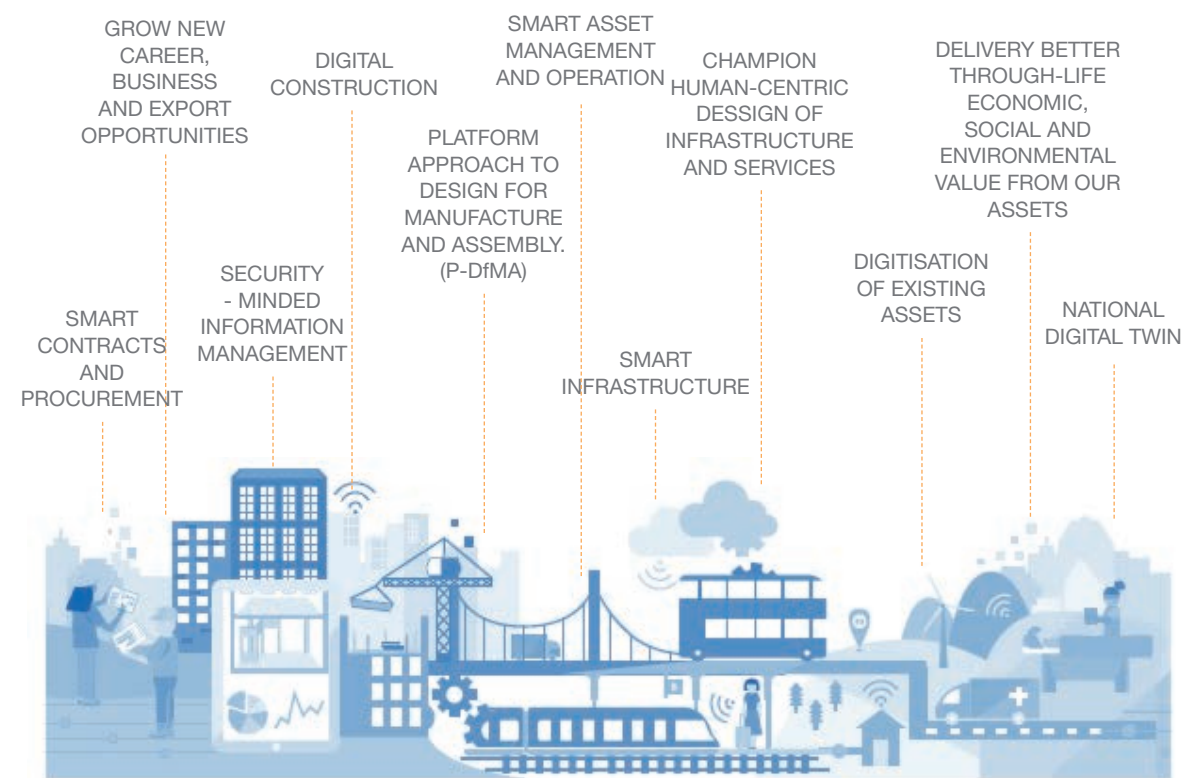 GROW NEW
CAREER,
BUSINESS
AND EXPORT
OPPORTUNITIES
DIGITAL
CONSTRUCTION
SMART ASSET
MANAGEMENT
AND OPERATION
CHAMPION
HUMAN-CENTRIC
DESSIGN OF
INFRASTRUCTURE
AND SERVICES
DELIVERY BETTER
THROUGH-LIFE
ECONOMIC,
SOCIAL AND
ENVIRONMENTAL
VALUE FROM OUR
ASSETS
PLATFORM
APPROACH TO
DESIGN FOR
MANUFACTURE
AND ASSEMBLY.
(P-DfMA)
SECURITY
- MINDED
INFORMATION
MANAGEMENT
DIGITISATION
OF EXISTING
ASSETS
SMART
CONTRACTS
AND
PROCUREMENT
SMART
INFRASTRUCTURE
NATIONAL
DIGITAL TWIN